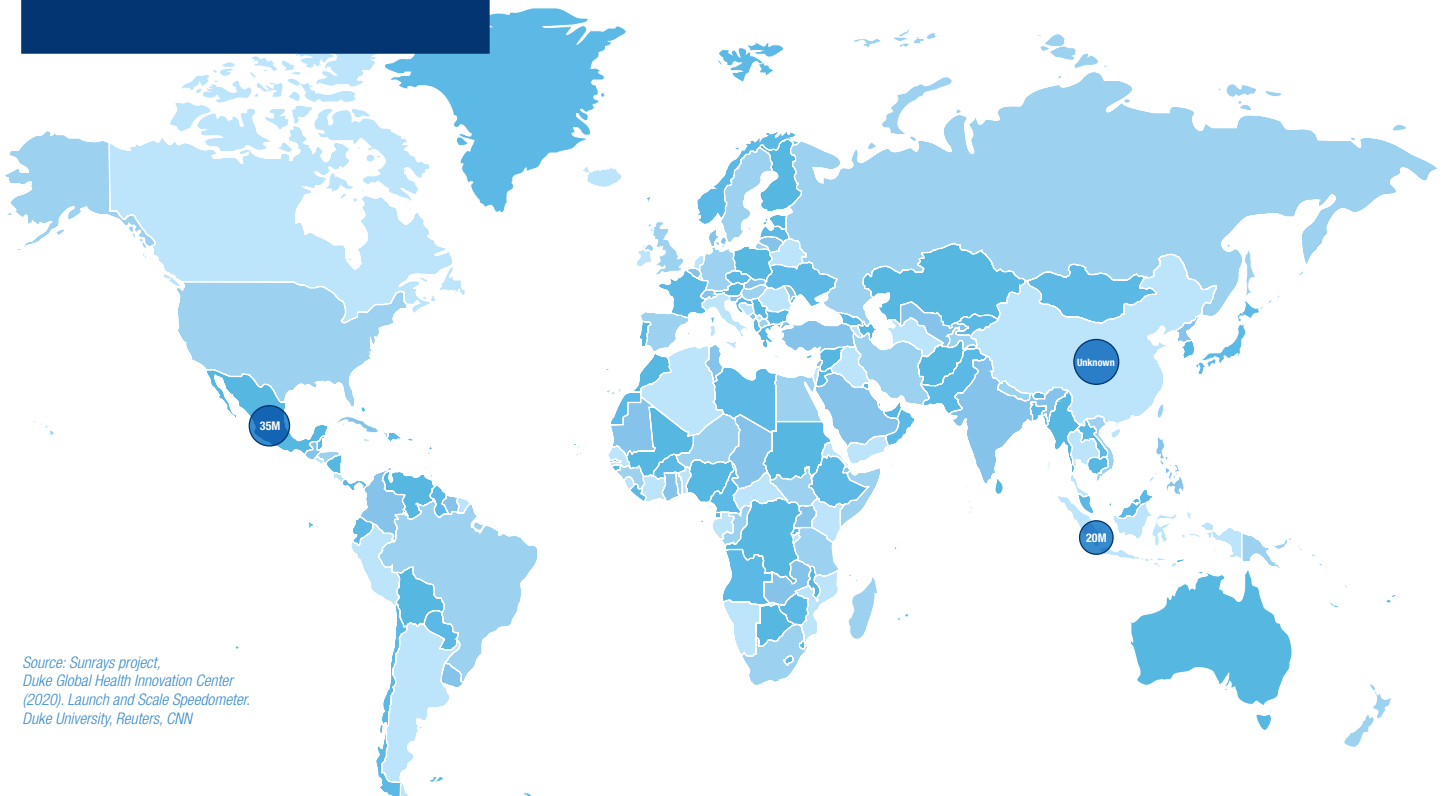 Unknown
35M
20M
Source: Sunrays project,
Duke Global Health Innovation Center
(2020). Launch and Scale Speedometer.
Duke University, Reuters, CNN